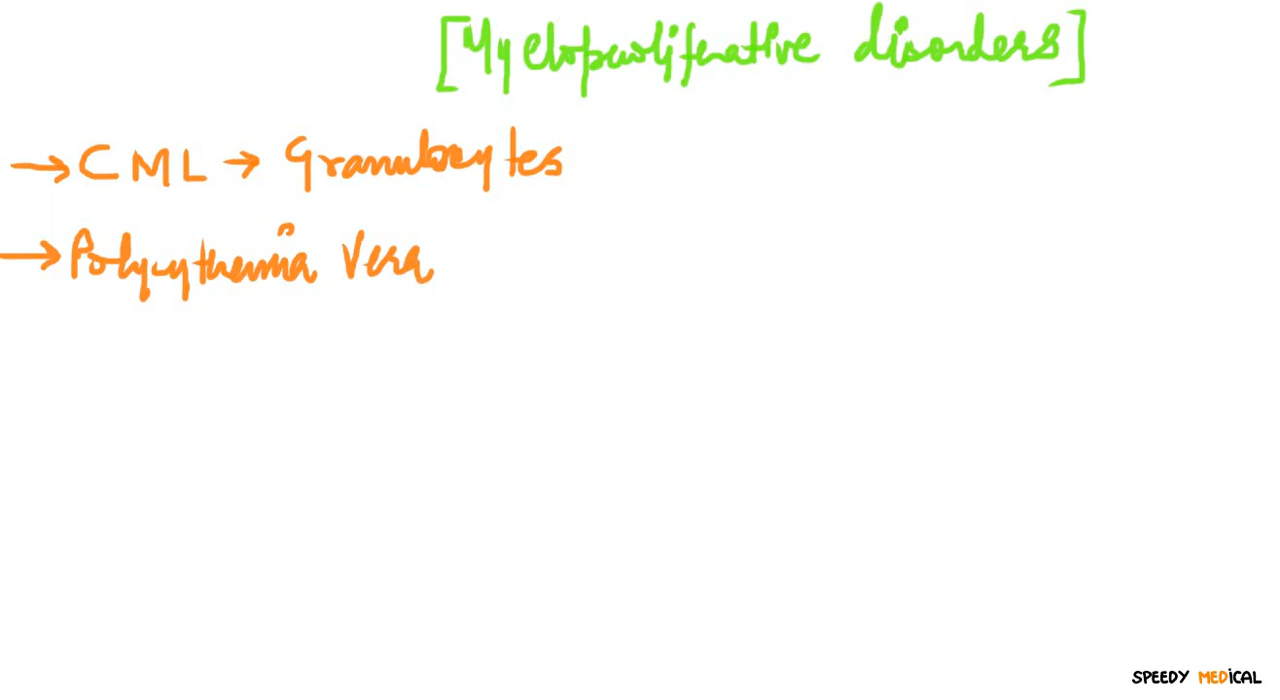 [Myeloproliferative disorders]
→ CML → Granulocytes
→ Polycythemia Vera
SPEEDY MEDICAL